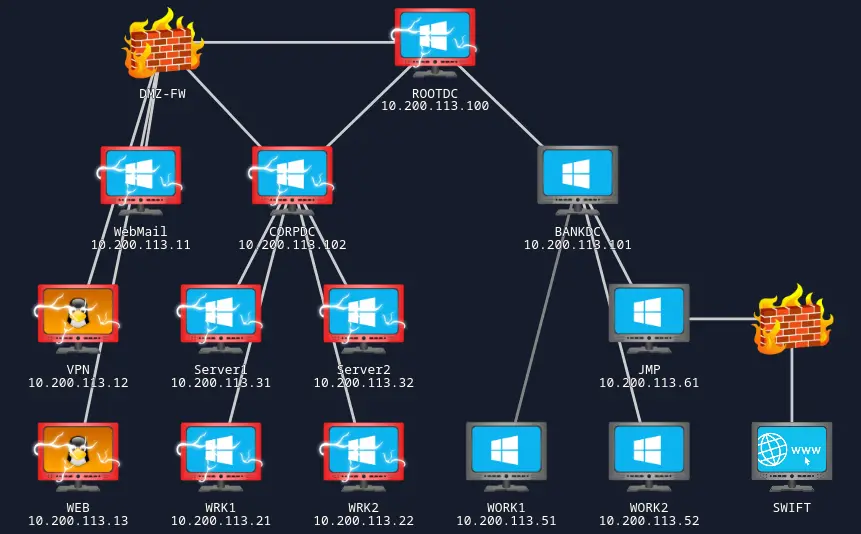 DMZ-FW
ROOTDC
10.200.113.100
WebMail
10.200.113.11
CORPDC
10.200.113.102
BANKDC
10.200.113.101
VPN
10.200.113.12
Server1
10.200.113.31
Server2
10.200.113.32
JMP
10.200.113.61
WEB
10.200.113.13
WRK1
10.200.113.21
WRK2
10.200.113.22
WORK1
10.200.113.51
WORK2
10.200.113.52
www
SWIFT